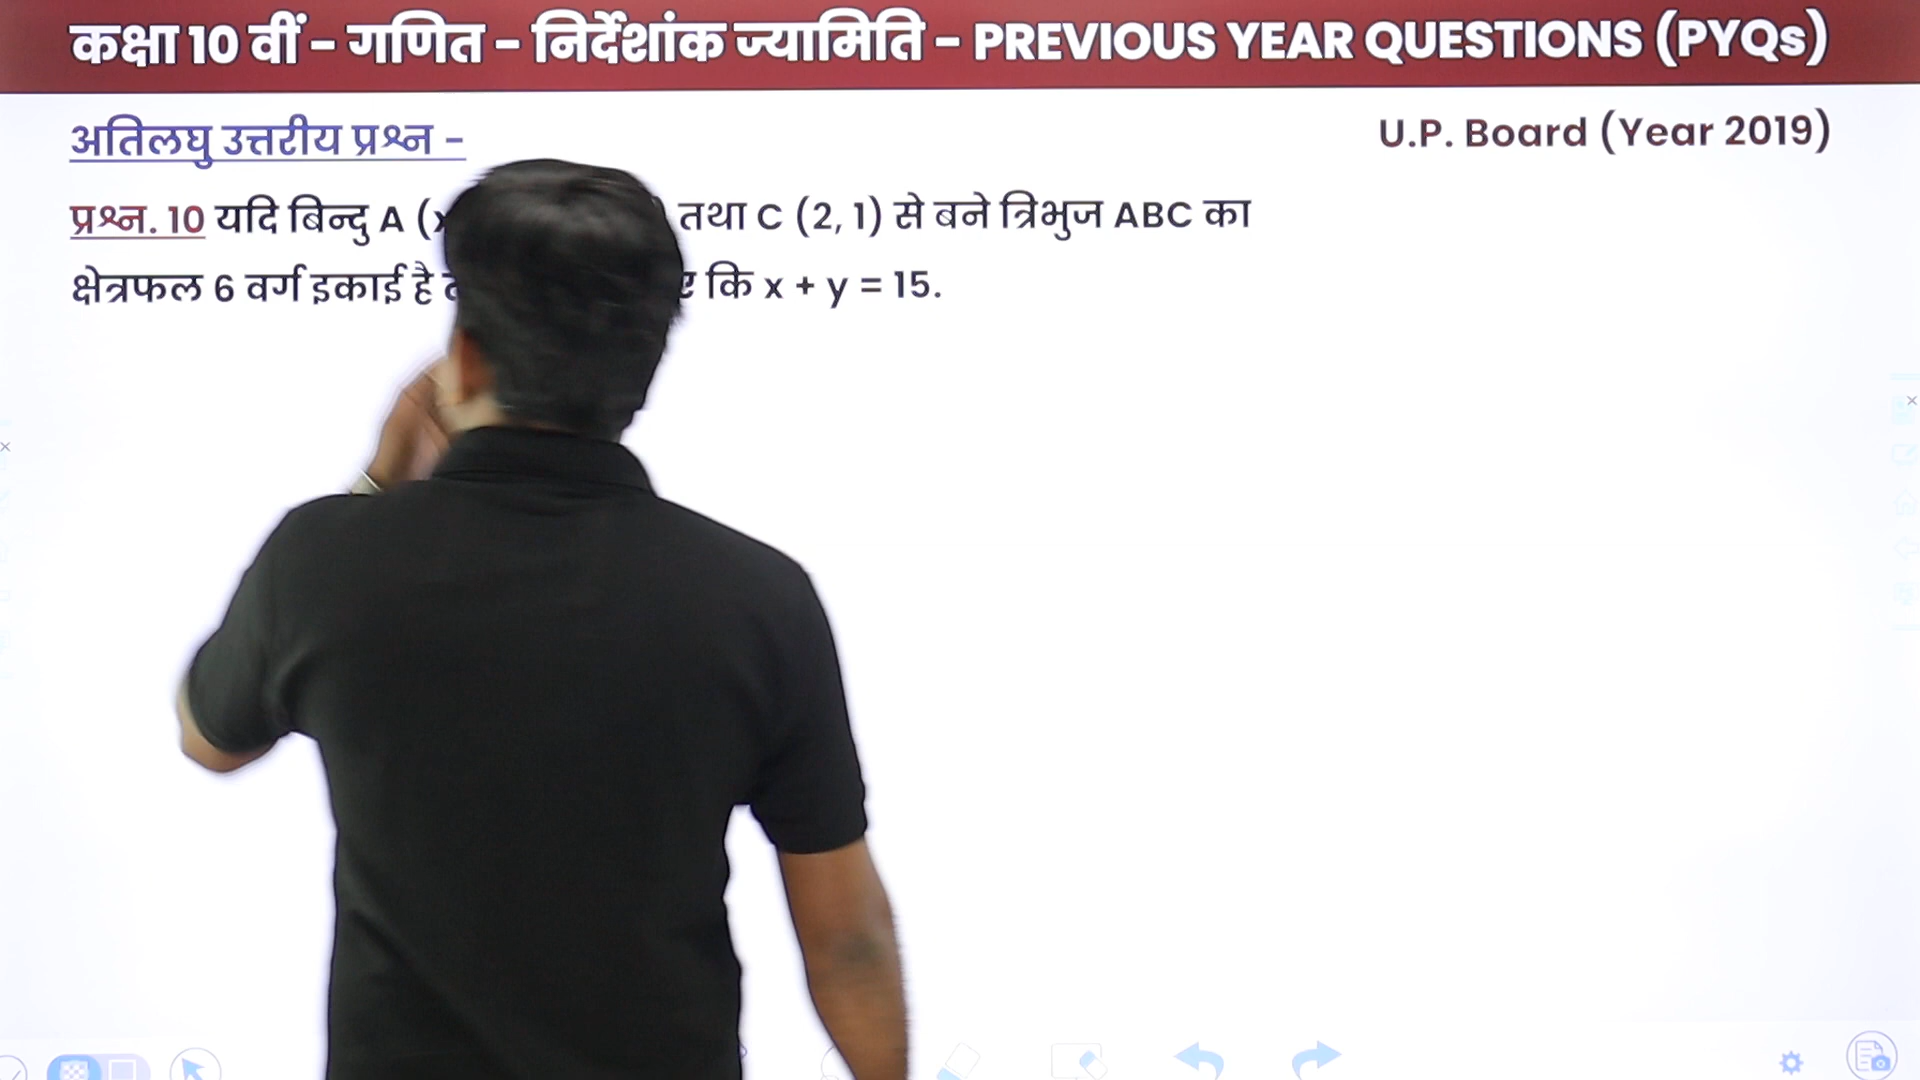 कक्षा 10 वीं - गणित - निर्देशांक ज्यामिति - PREVIOUS YEAR QUESTIONS (PYQs)
अतिलघु उत्तरीय प्रश्न -
U.P. Board (Year 2019)
प्रश्न. 10 यदि बिन्दु A (x तथा C (2, 1) से बने त्रिभुज ABC का
क्षेत्रफल 6 वर्ग इकाई है कि x + y = 15.